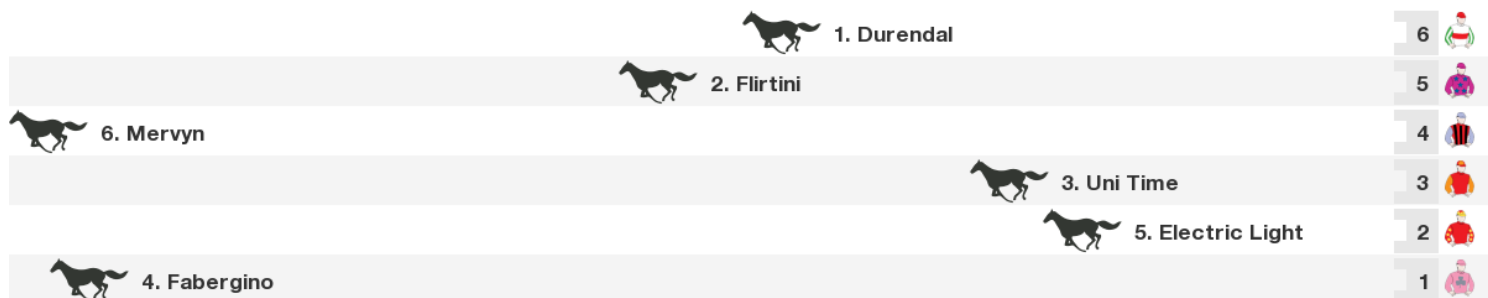 1. Durendal 6
2. Flirtini 5
6. Mervyn 4
3. Uni Time 3
5. Electric Light 2
4. Fabergino 1